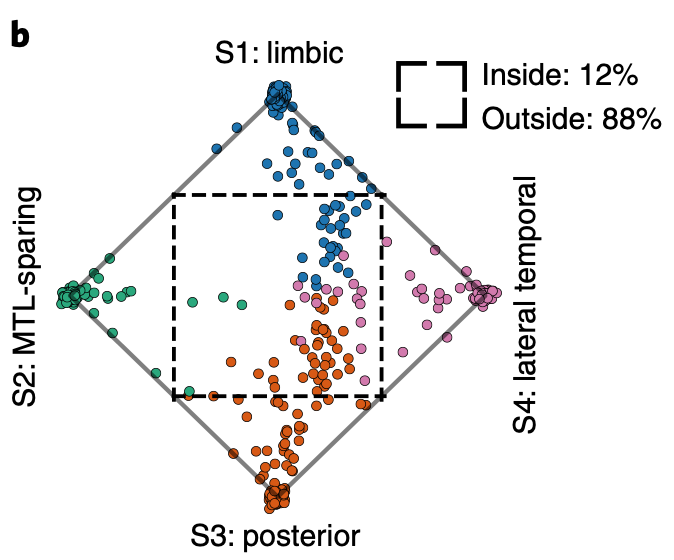 b
S1: limbic
Inside: 12%
Outside: 88%
S2: MTL-sparing
S4: lateral temporal
S3: posterior